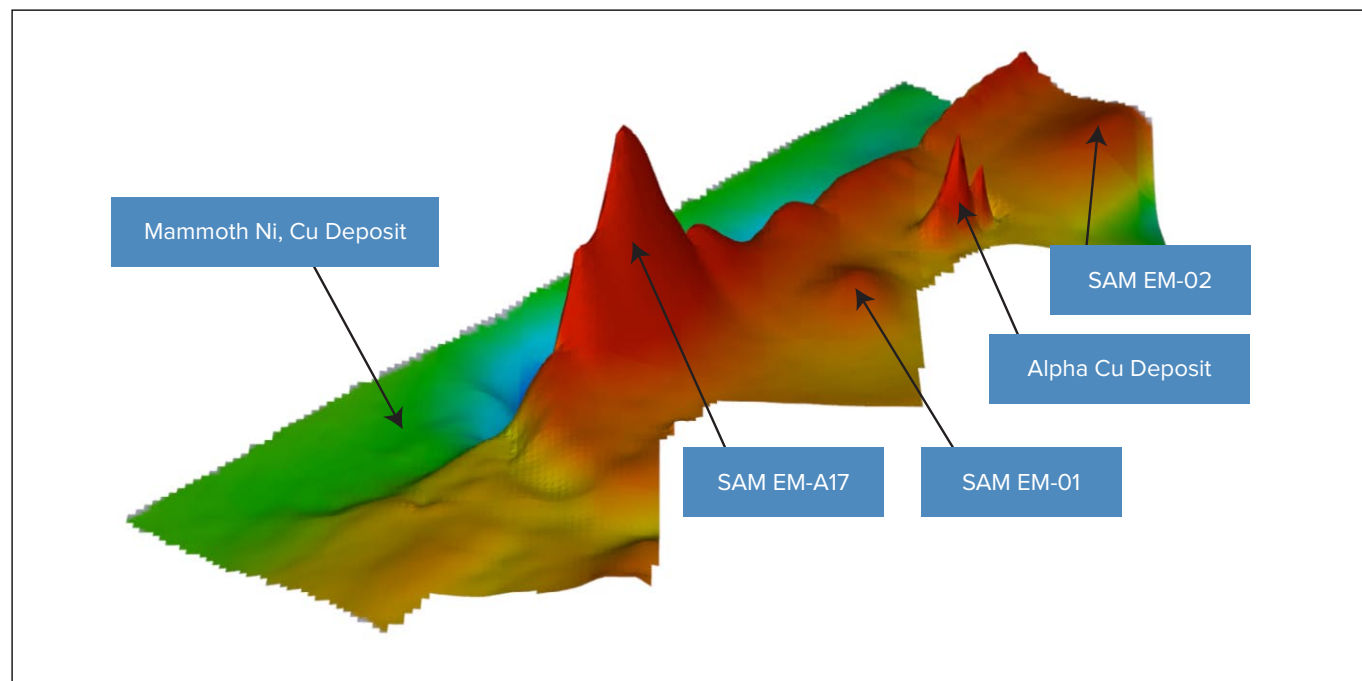 Mammoth Ni, Cu Deposit
SAM EM-02
Alpha Cu Deposit
SAM EM-A17
SAM EM-01